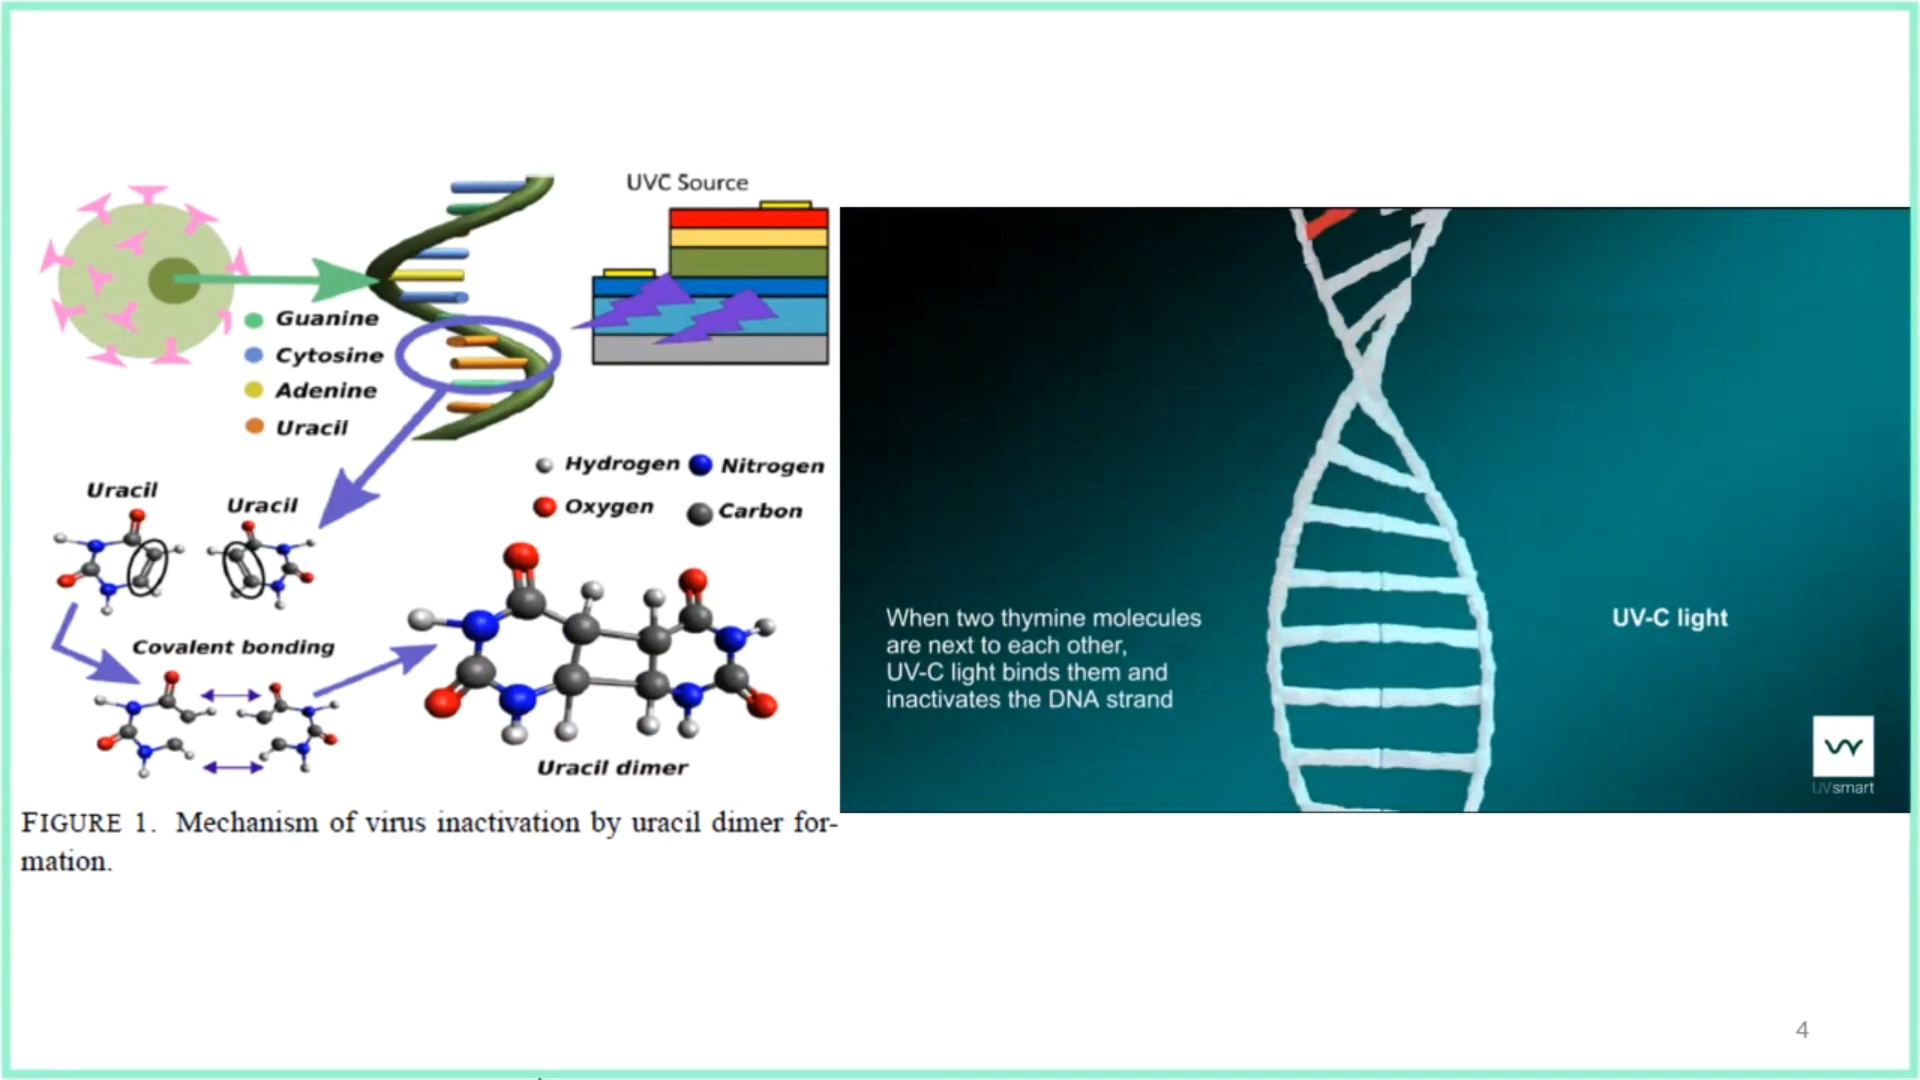 UVC Source
Guanine
Cytosine
Adenine
Uracil
Hydrogen
Nitrogen
Oxygen
Carbon
Uracil
Uracil
Covalent bonding
Uracil dimer
FIGURE 1. Mechanism of virus inactivation by uracil dimer for-
mation.
When two thymine molecules
are next to each other,
UV-C light binds them and
inactivates the DNA strand
UV-C light
UVsmart
4